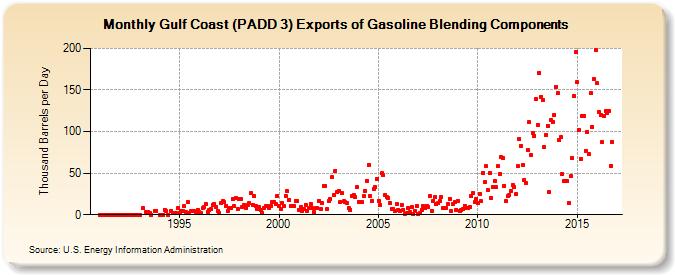 Monthly Gulf Coast (PADD 3) Exports of Gasoline Blending Components
Thousand Barrels per Day
200
150
100
50
0
1995 2000 2005 2010 2015
Source: U.S. Energy Information Administration